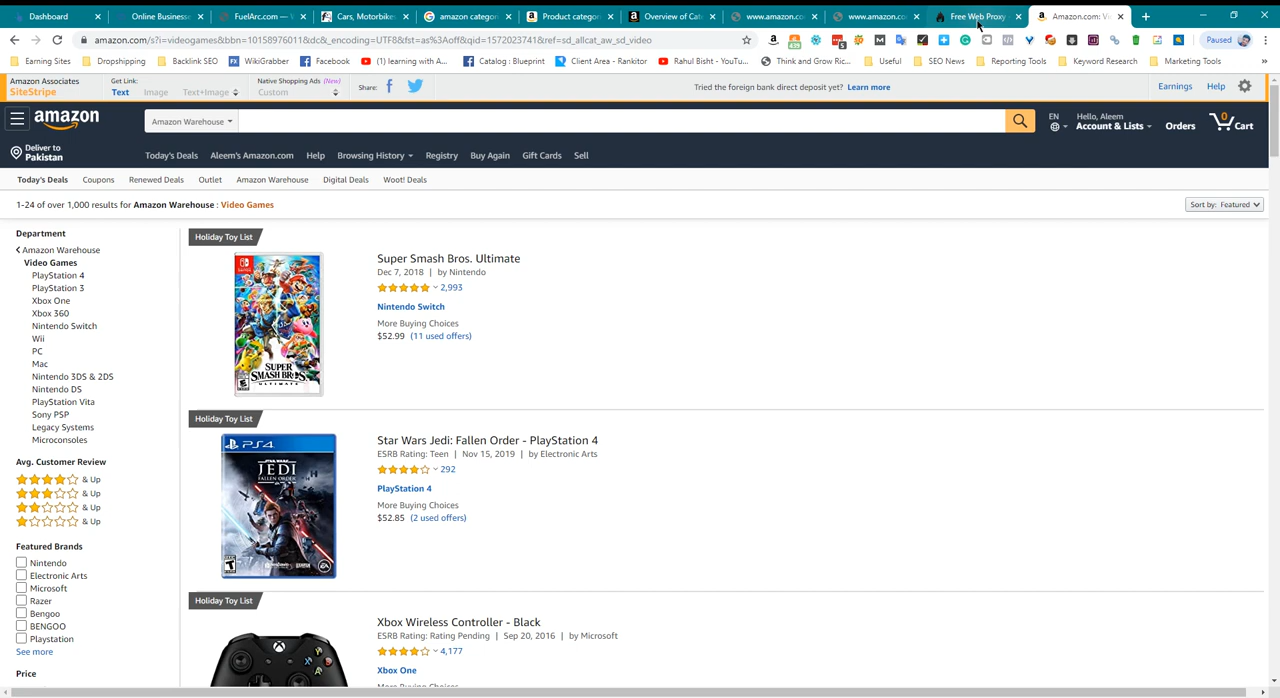 Dashboard
Online Business
FuelArc.com — W
Cars, Motorbikes
amazon categor
Product categor
Overview of Cat
www.amazon.co
www.amazon.co
Free Web Proxy
Amazon.com: Vi
amazon.com/s?i=videogames&bbn=10158976011&dc&_encoding=UTF8&fst=as%3Aoff&qid=1572023741&ref=sd_allcat_aw_sd_video
Paused
Earning Sites
Dropshipping
Backlink SEO
WikiGrabber
Facebook
(1) learning with A...
Catalog : Blueprint
Client Area - Rankitor
Rahul Bisht - YouT...
Think and Grow Ric...
Useful
SEO News
Reporting Tools
Keyword Research
Marketing Tools
Amazon Associates
SiteStripe
Get Link:
Text Image Text+Image
Native Shopping Ads (New)
Custom
Share:
Tried the foreign bank direct deposit yet? Learn more
Earnings
Help
amazon
Amazon Warehouse
EN
Hello, Aleem
Account & Lists
Orders
0
Cart
Deliver to
Pakistan
Today's Deals
Aleem's Amazon.com
Help
Browsing History
Registry
Buy Again
Gift Cards
Sell
Today's Deals
Coupons
Renewed Deals
Outlet
Amazon Warehouse
Digital Deals
Woot! Deals
1-24 of over 1,000 results for Amazon Warehouse : Video Games
Sort by: Featured
Department
Amazon Warehouse
Video Games
PlayStation 4
PlayStation 3
Xbox One
Xbox 360
Nintendo Switch
Wii
PC
Mac
Nintendo 3DS & 2DS
Nintendo DS
PlayStation Vita
Sony PSP
Legacy Systems
Microconsoles
Avg. Customer Review
& Up
& Up
& Up
& Up
Featured Brands
Nintendo
Electronic Arts
Microsoft
Razer
Bengoo
BENGOO
Playstation
See more
Price
Holiday Toy List
SUPER
SMASH BROS.
ULTIMATE
Super Smash Bros. Ultimate
Dec 7, 2018 | by Nintendo
2,993
Nintendo Switch
More Buying Choices
$52.99 (11 used offers)
Holiday Toy List
PS4
STAR WARS
JEDI
FALLEN ORDER
Star Wars Jedi: Fallen Order - PlayStation 4
ESRB Rating: Teen | Nov 15, 2019 | by Electronic Arts
292
PlayStation 4
More Buying Choices
$52.85 (2 used offers)
Holiday Toy List
Xbox Wireless Controller - Black
ESRB Rating: Rating Pending | Sep 20, 2016 | by Microsoft
4,177
Xbox One